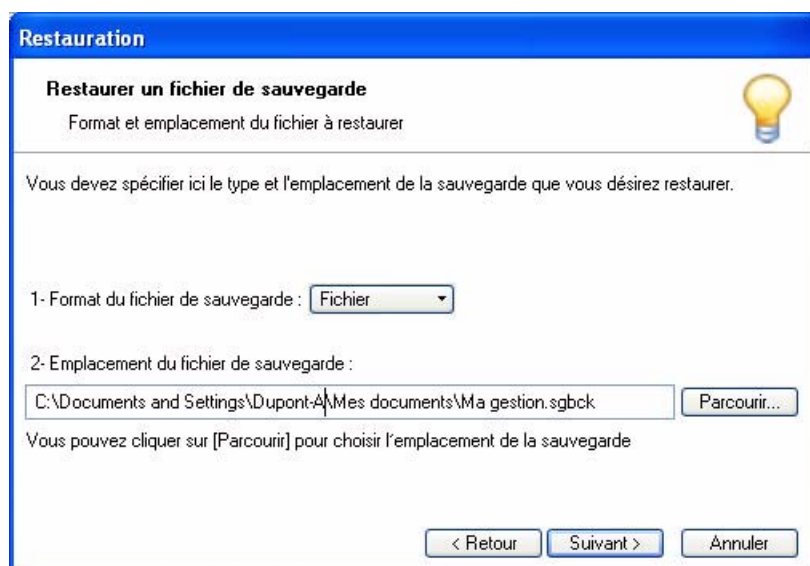 Restauration
Restaurer un fichier de sauvegarde
Format et emplacement du fichier à restaurer
Vous devez spécifier ici le type et l'emplacement de la sauvegarde que vous désirez restaurer.
1- Format du fichier de sauvegarde : Fichier
2- Emplacement du fichier de sauvegarde :
C:\Documents and Settings\Dupont-A\Mes documents\Ma gestion.sgbck Parcourir...
Vous pouvez cliquer sur [Parcourir] pour choisir l'emplacement de la sauvegarde
< Retour Suivant > Annuler